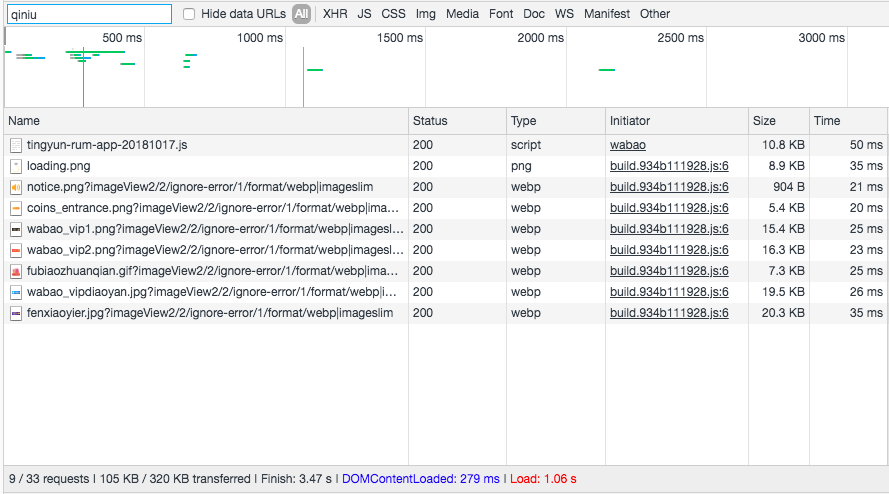 qiniu Hide data URLs All XHR JS CSS Img Media Font Doc WS Manifest Other
500 ms 1000 ms 1500 ms 2000 ms 2500 ms 3000 ms
Name Status Type Initiator Size Time
tingyun-rum-app-20181017.js 200 script wabao 10.8 KB 50 ms
loading.png 200 png build.934b111928.js:6 8.9 KB 35 ms
notice.png?imageView2/2/ignore-error/1/format/webp|imageslim 200 webp build.934b111928.js:6 904 B 21 ms
coins_entrance.png?imageView2/2/ignore-error/1/format/webp|ima... 200 webp build.934b111928.js:6 5.4 KB 20 ms
wabao_vip1.png?imageView2/2/ignore-error/1/format/webp|imagesl... 200 webp build.934b111928.js:6 15.4 KB 25 ms
wabao_vip2.png?imageView2/2/ignore-error/1/format/webp|imagesl... 200 webp build.934b111928.js:6 16.3 KB 23 ms
fubiaozhuanqian.gif?imageView2/2/ignore-error/1/format/webp|ima... 200 webp build.934b111928.js:6 7.3 KB 25 ms
wabao_vipdiaoyan.jpg?imageView2/2/ignore-error/1/format/webp|i... 200 webp build.934b111928.js:6 19.5 KB 26 ms
fenxiaoyier.jpg?imageView2/2/ignore-error/1/format/webp|imageslim 200 webp build.934b111928.js:6 20.3 KB 35 ms
9 / 33 requests | 105 KB / 320 KB transferred | Finish: 3.47 s | DOMContentLoaded: 279 ms | Load: 1.06 s